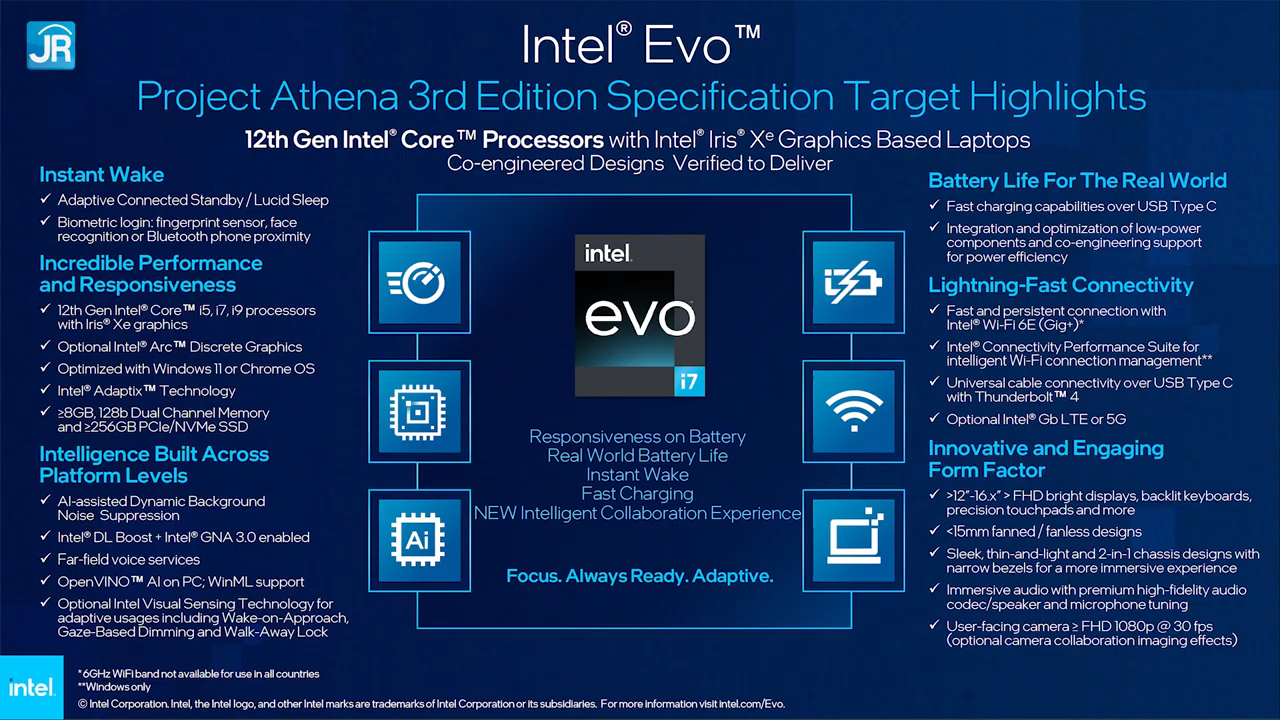 JR
Intel® Evo™
Project Athena 3rd Edition Specification Target Highlights
12th Gen Intel® Core™ Processors with Intel® Iris® Xᵉ Graphics Based Laptops
Co-engineered Designs Verified to Deliver
Instant Wake
✓ Adaptive Connected Standby / Lucid Sleep
✓ Biometric login: fingerprint sensor, face
recognition or Bluetooth phone proximity
Incredible Performance
and Responsiveness
✓ 12th Gen Intel® Core™ i5, i7, i9 processors
with Iris® Xe graphics
✓ Optional Intel® Arc™ Discrete Graphics
✓ Optimized with Windows 11 or Chrome OS
✓ Intel® Adaptix™ Technology
✓ ≥8GB, 128b Dual Channel Memory
and ≥256GB PCIe/NVMe SSD
Intelligence Built Across
Platform Levels
✓ AI-assisted Dynamic Background
Noise Suppression
✓ Intel® DL Boost + Intel® GNA 3.0 enabled
✓ Far-field voice services
✓ OpenVINO™ AI on PC; WinML support
✓ Optional Intel Visual Sensing Technology for
adaptive usages including Wake-on-Approach,
Gaze-Based Dimming and Walk-Away Lock
Ai
intel.
evo
i7
Responsiveness on Battery
Real World Battery Life
Instant Wake
Fast Charging
NEW Intelligent Collaboration Experience
Focus. Always Ready. Adaptive.
Battery Life For The Real World
✓ Fast charging capabilities over USB Type C
✓ Integration and optimization of low-power
components and co-engineering support
for power efficiency
Lightning-Fast Connectivity
✓ Fast and persistent connection with
Intel® Wi-Fi 6E (Gig+)*
✓ Intel® Connectivity Performance Suite for
intelligent Wi-Fi connection management**
✓ Universal cable connectivity over USB Type C
with Thunderbolt™ 4
✓ Optional Intel® Gb LTE or 5G
Innovative and Engaging
Form Factor
✓ >12”-16.x” > FHD bright displays, backlit keyboards,
precision touchpads and more
✓ <15mm fanned / fanless designs
✓ Sleek, thin-and-light and 2-in-1 chassis designs with
narrow bezels for a more immersive experience
✓ Immersive audio with premium high-fidelity audio
codec/speaker and microphone tuning
✓ User-facing camera ≥ FHD 1080p @ 30 fps
(optional camera collaboration imaging effects)
intel.
*6GHz WiFi band not available for use in all countries
**Windows only
© Intel Corporation. Intel, the Intel logo, and other Intel marks are trademarks of Intel Corporation or its subsidiaries. For more information visit intel.com/Evo.